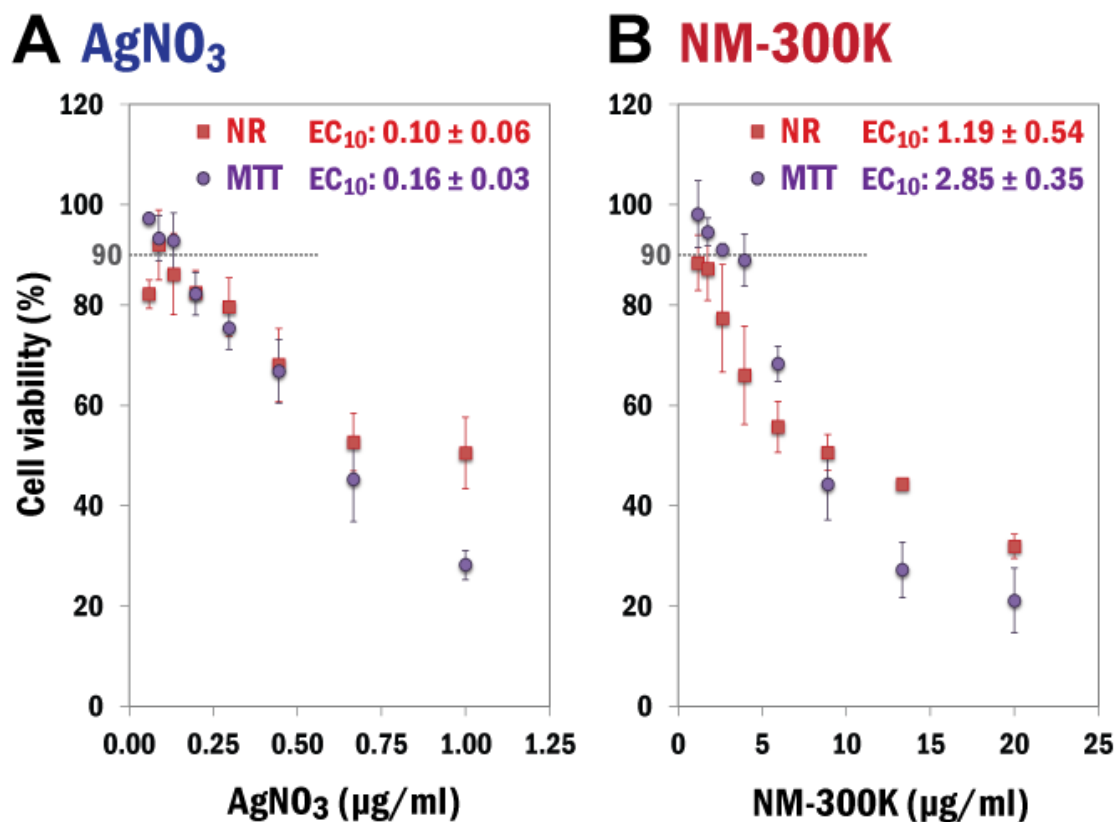 A AgNO₃
120
100
90
80
60
40
20
0
Cell viability (%)
NR EC₁₀: 0.10 ± 0.06
MTT EC₁₀: 0.16 ± 0.03
0.00 0.25 0.50 0.75 1.00 1.25
AgNO₃ (µg/ml)
B NM-300K
120
100
90
80
60
40
20
0
NR EC₁₀: 1.19 ± 0.54
MTT EC₁₀: 2.85 ± 0.35
0 5 10 15 20 25
NM-300K (µg/ml)